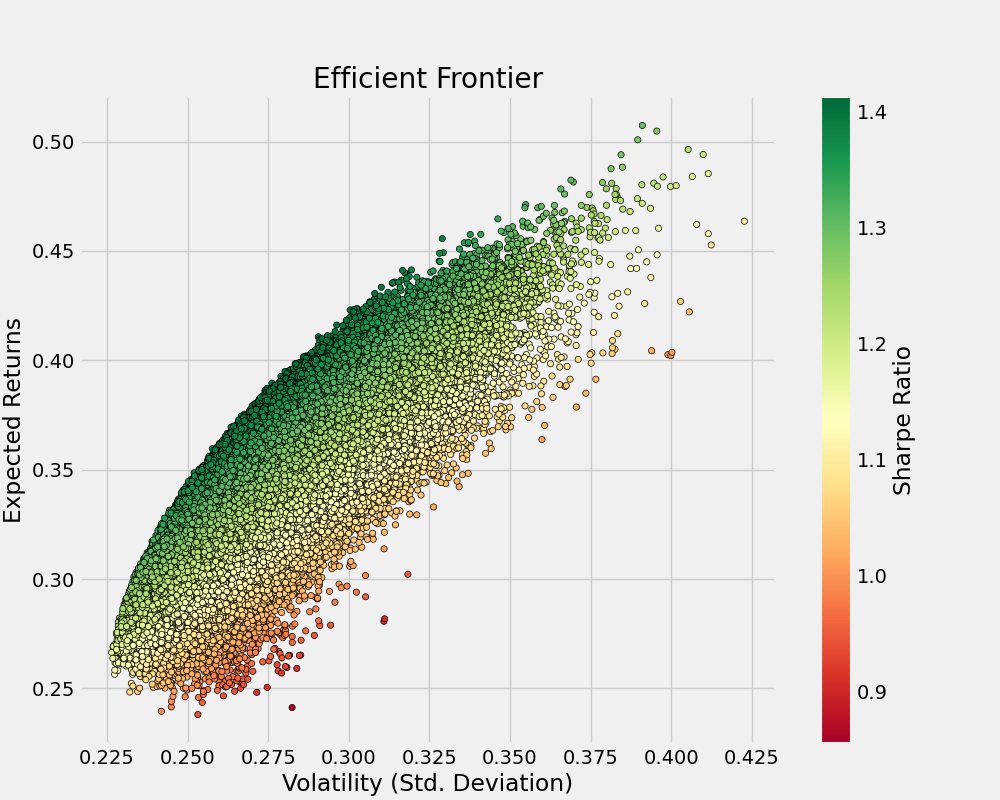 Efficient Frontier
Expected Returns
0.50
0.45
0.40
0.35
0.30
0.25
0.225 0.250 0.275 0.300 0.325 0.350 0.375 0.400 0.425
Volatility (Std. Deviation)
1.4
1.3
1.2
1.1
1.0
0.9
Sharpe Ratio